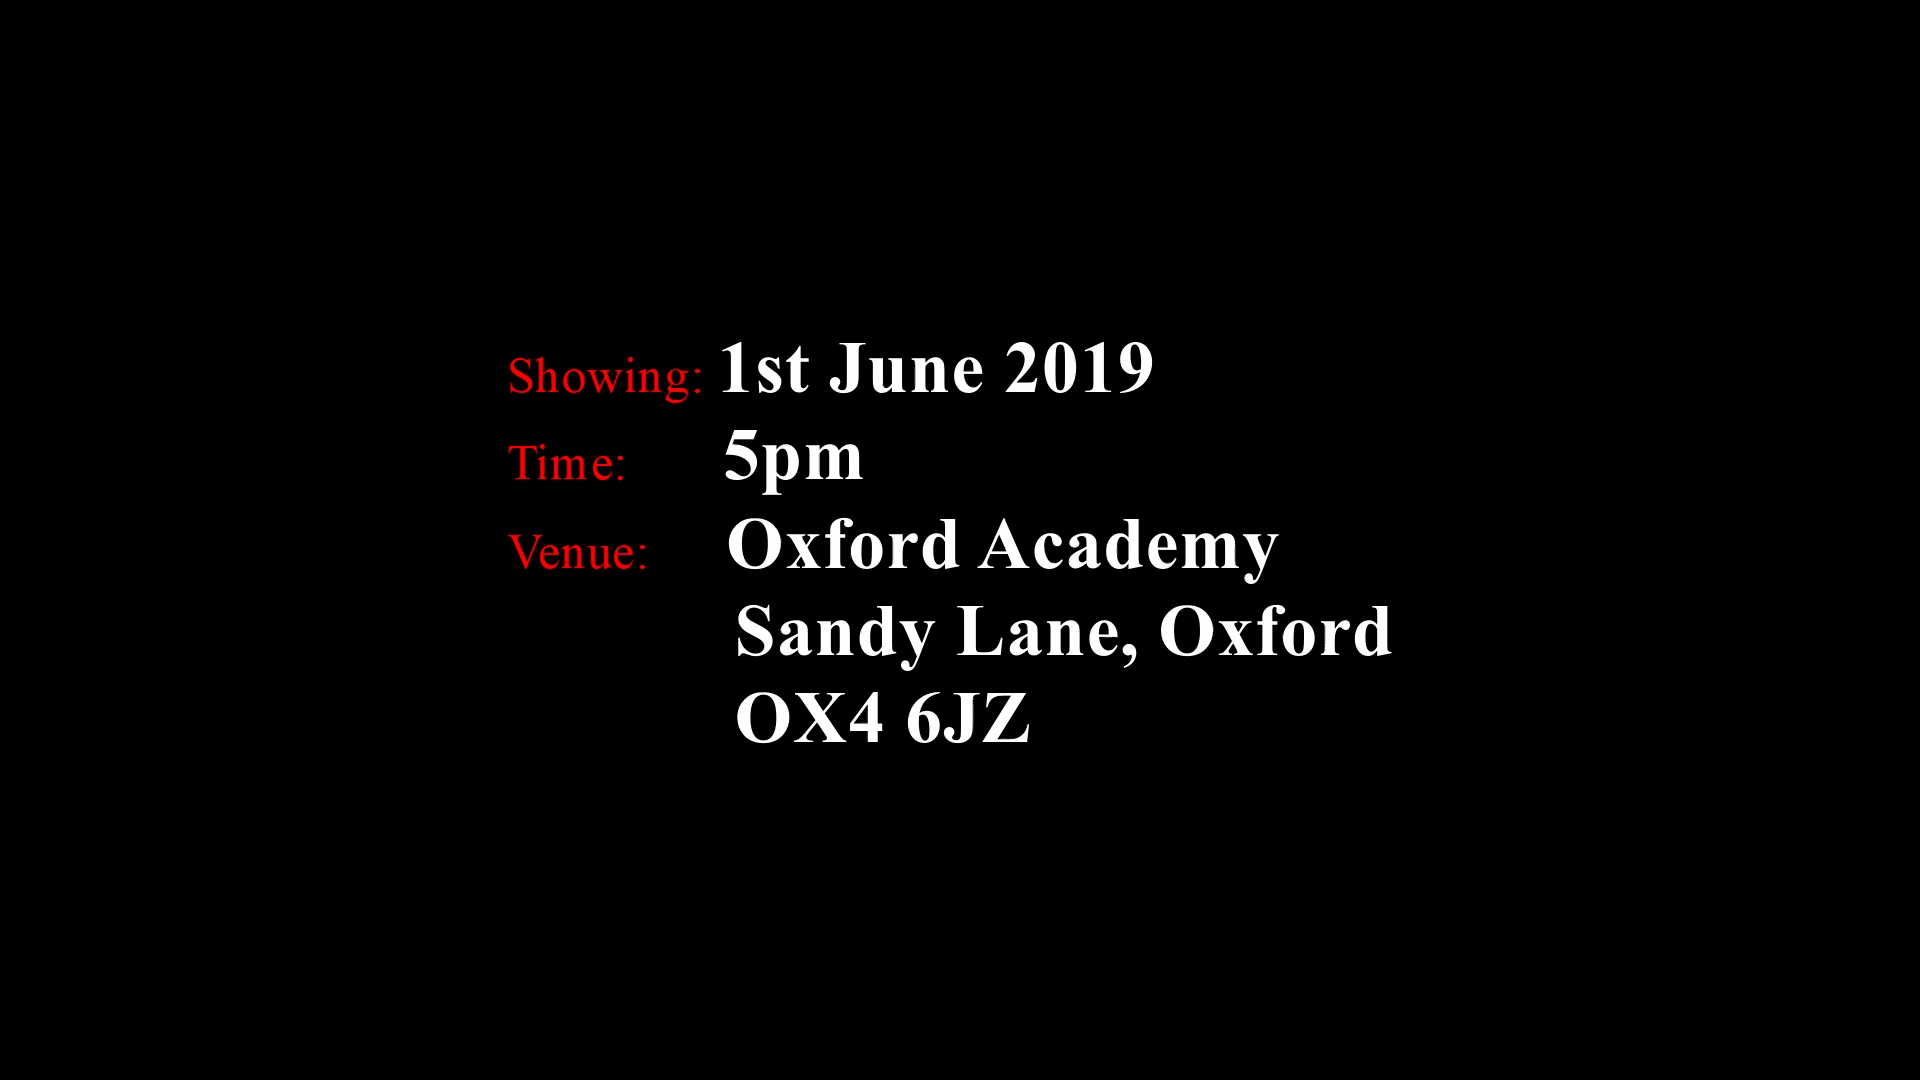 Showing: 1st June 2019
Time: 5pm
Venue: Oxford Academy
Sandy Lane, Oxford
OX4 6JZ